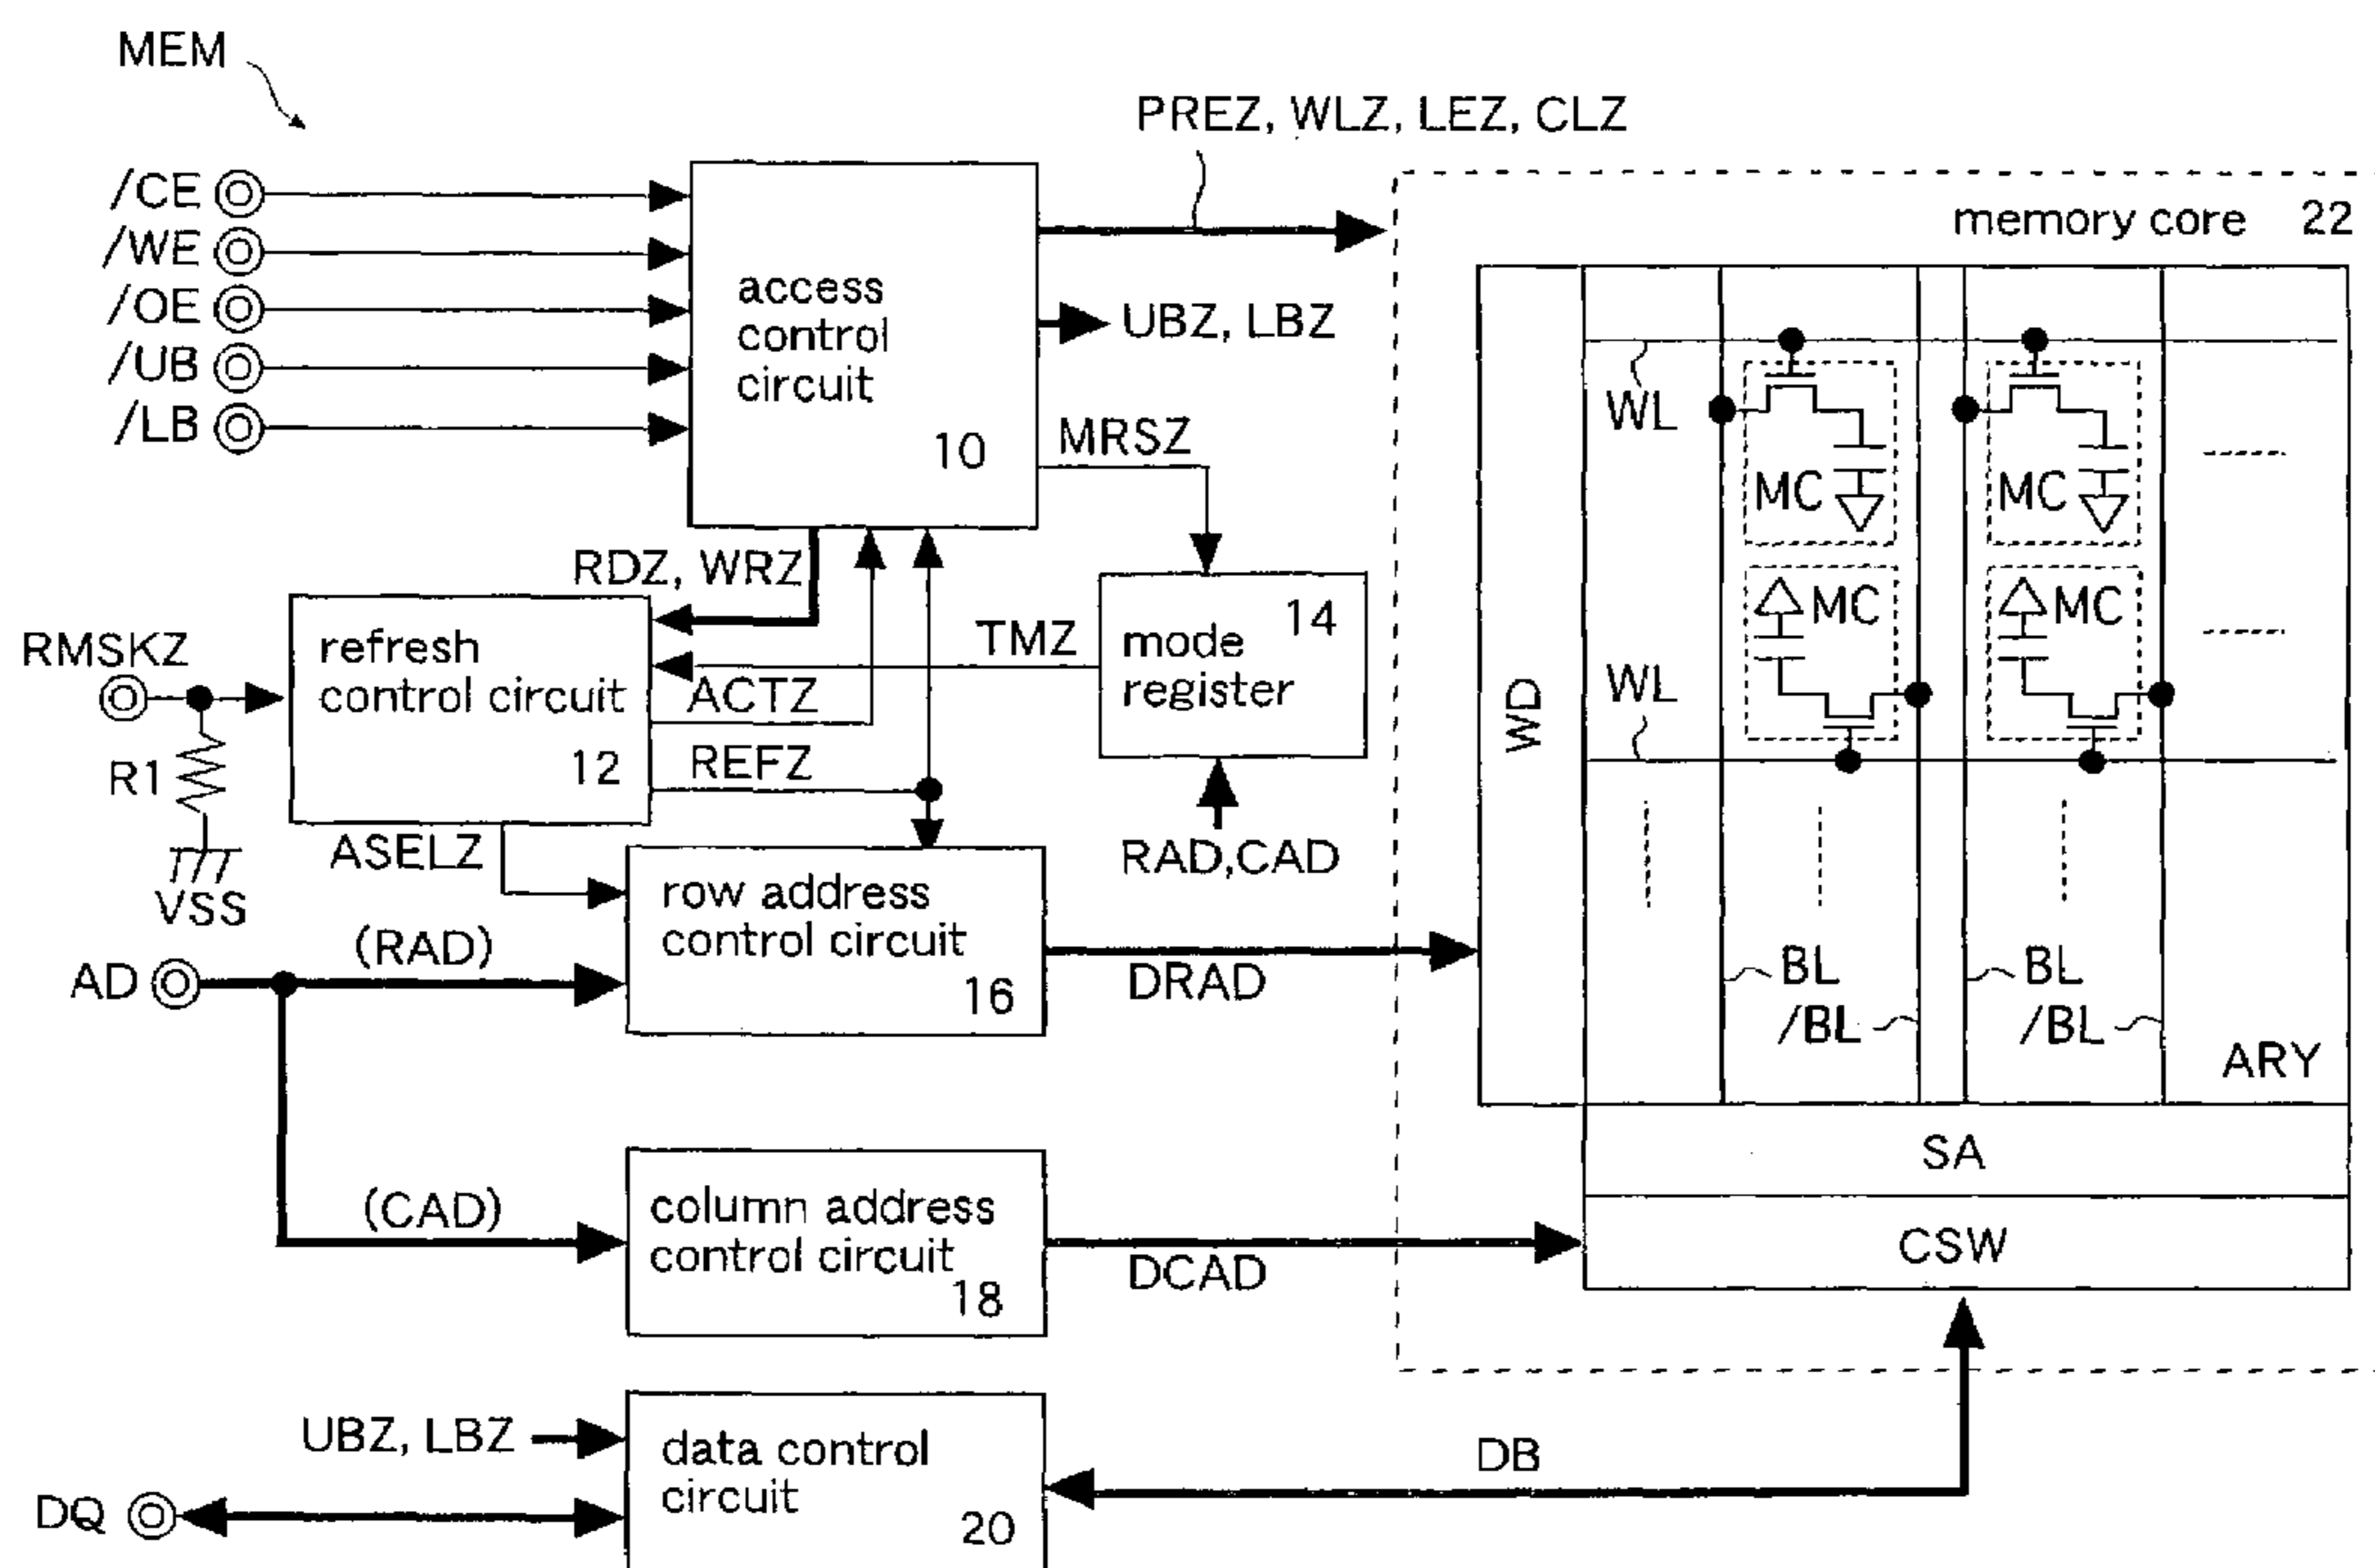 MEM
PREZ, WLZ, LEZ, CLZ
/CE
/WE
/OE
/UB
/LB
access
control
circuit
10
UBZ, LBZ
MRSZ
RDZ, WRZ
memory core 22
RMSKZ
R1
VSS
refresh
control circuit
12
TMZ
ACTZ
REFZ
ASELZ
14
mode
register
RAD,CAD
AD
(RAD)
row address
control circuit
16
DRAD
(CAD)
column address
control circuit
18
DCAD
UBZ, LBZ
DQ
data control
circuit
20
DB
WD
WL
MC
MC
MC
MC
WL
BL
/BL
BL
/BL
ARY
SA
CSW